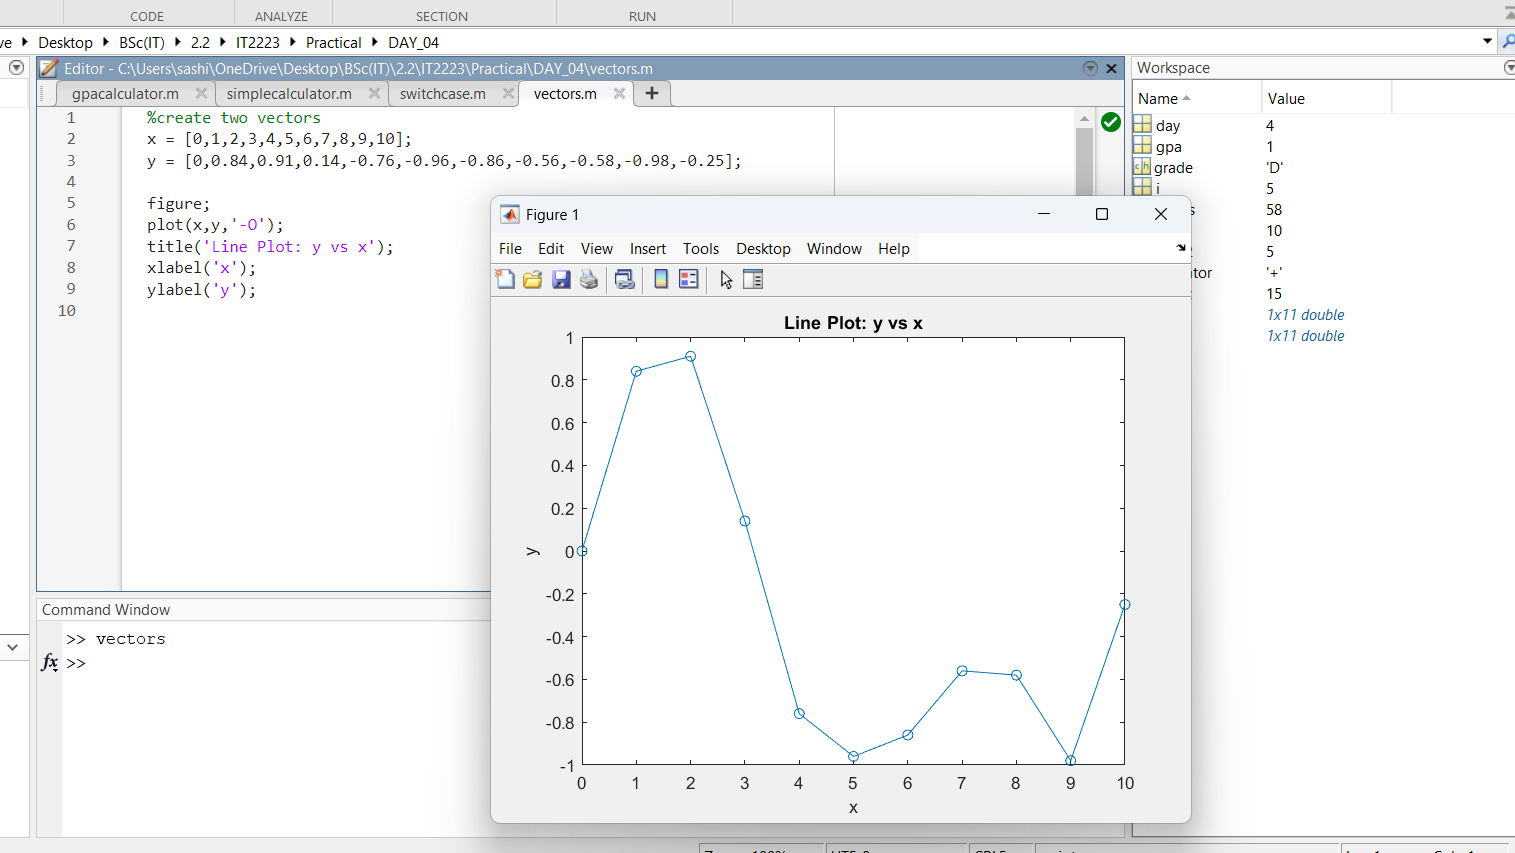 CODE ANALYZE SECTION RUN
Desktop BSc(IT) 2.2 IT2223 Practical DAY_04
Editor - C:\Users\sashi\OneDrive\Desktop\BSc(IT)\2.2\IT2223\Practical\DAY_04\vectors.m
gpacalculator.m simplecalculator.m switchcase.m vectors.m
1 %create two vectors
2 x = [0,1,2,3,4,5,6,7,8,9,10];
3 y = [0,0.84,0.91,0.14,-0.76,-0.96,-0.86,-0.56,-0.58,-0.98,-0.25];
4
5 figure;
6 plot(x,y,'-O');
7 title('Line Plot: y vs x');
8 xlabel('x');
9 ylabel('y');
10
Command Window
>> vectors
fx >>
Figure 1
File Edit View Insert Tools Desktop Window Help
Line Plot: y vs x
1
0.8
0.6
0.4
0.2
0
-0.2
-0.4
-0.6
-0.8
-1
y
0 1 2 3 4 5 6 7 8 9 10
x
Workspace
Name Value
day 4
gpa 1
grade 'D'
i 5
58
10
5
'+'
15
1x11 double
1x11 double